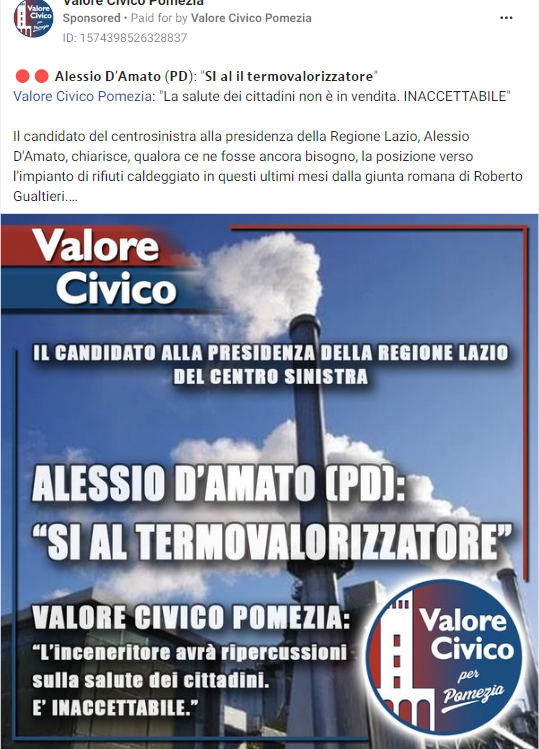 Valore Civico Pomezia
Sponsored • Paid for by Valore Civico Pomezia
ID: 1574398526328837
Alessio D'Amato (PD): "SI al il termovalorizzatore"
Valore Civico Pomezia: "La salute dei cittadini non è in vendita. INACCETTABILE"
Il candidato del centrosinistra alla presidenza della Regione Lazio, Alessio
D'Amato, chiarisce, qualora ce ne fosse ancora bisogno, la posizione verso
l'impianto di rifiuti caldeggiato in questi ultimi mesi dalla giunta romana di Roberto
Gualtieri....
Valore
Civico
IL CANDIDATO ALLA PRESIDENZA DELLA REGIONE LAZIO
DEL CENTRO SINISTRA
ALESSIO D'AMATO (PD):
"SI AL TERMOVALORIZZATORE"
VALORE CIVICO POMEZIA:
"L'inceneritore avrà ripercussioni
sulla salute dei cittadini.
E' INACCETTABILE."
Valore
Civico
per
Pomezia